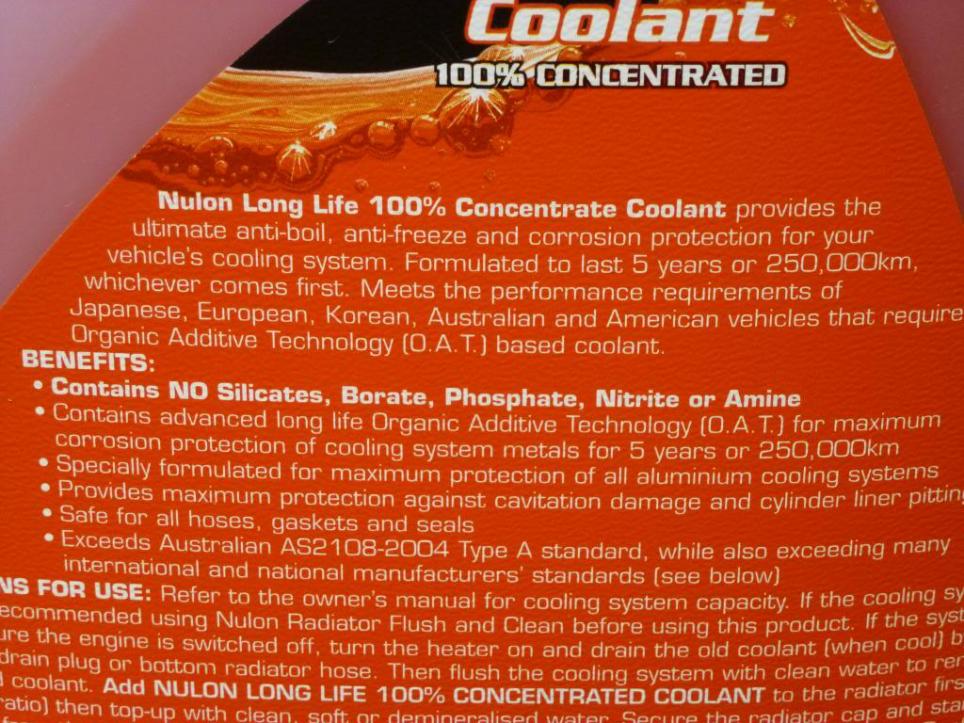 Coolant
100% CONCENTRATED
Nulon Long Life 100% Concentrate Coolant provides the
ultimate anti-boil, anti-freeze and corrosion protection for your
vehicle's cooling system. Formulated to last 5 years or 250,000km,
whichever comes first. Meets the performance requirements of
Japanese, European, Korean, Australian and American vehicles that require
Organic Additive Technology (O.A.T.) based coolant.
BENEFITS:
• Contains NO Silicates, Borate, Phosphate, Nitrite or Amine
• Contains advanced long life Organic Additive Technology (O.A.T.) for maximum
corrosion protection of cooling system metals for 5 years or 250,000km
• Specially formulated for maximum protection of all aluminium cooling systems
• Provides maximum protection against cavitation damage and cylinder liner pitting
• Safe for all hoses, gaskets and seals
• Exceeds Australian AS2108-2004 Type A standard, while also exceeding many
international and national manufacturers' standards (see below)
NS FOR USE: Refer to the owner's manual for cooling system capacity. If the cooling sy
ecommended using Nulon Radiator Flush and Clean before using this product. If the syst
ure the engine is switched off, turn the heater on and drain the old coolant (when cool) b
drain plug or bottom radiator hose. Then flush the cooling system with clean water to rem
coolant. Add NULON LONG LIFE 100% CONCENTRATED COOLANT to the radiator firs
ratio) then top-up with clean, soft or demineralised water. Secure the radiator cap and sta